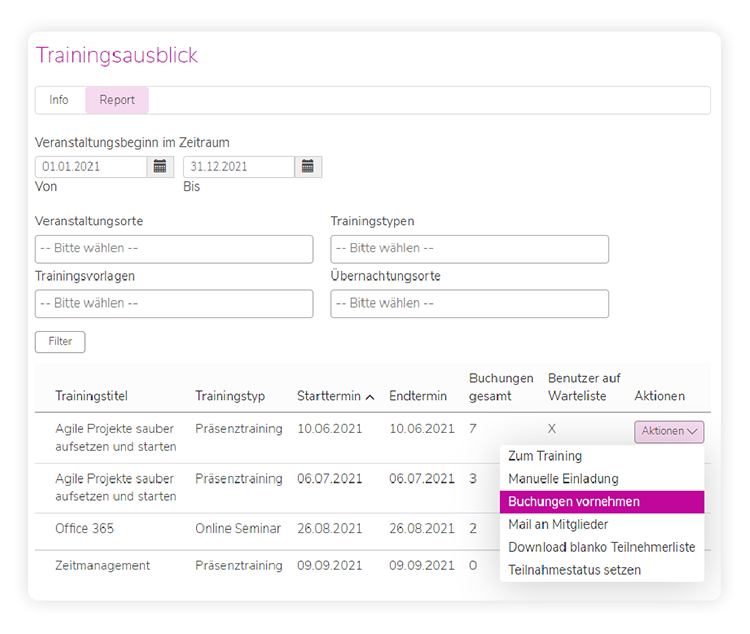 Trainingsausblick
Info Report
Veranstaltungsbeginn im Zeitraum
01.01.2021 31.12.2021
Von Bis
Veranstaltungsorte Trainingstypen
-- Bitte wählen -- -- Bitte wählen --
Trainingsvorlagen Übernachtungsorte
-- Bitte wählen -- -- Bitte wählen --
Filter
Trainingstitel Trainingstyp Starttermin Endtermin Buchungen gesamt Benutzer auf Warteliste Aktionen
Agile Projekte sauber aufsetzen und starten Präsenztraining 10.06.2021 10.06.2021 7 X Aktionen
Agile Projekte sauber aufsetzen und starten Präsenztraining 06.07.2021 06.07.2021 3
Office 365 Online Seminar 26.08.2021 26.08.2021 2
Zeitmanagement Präsenztraining 09.09.2021 09.09.2021 0
Zum Training
Manuelle Einladung
Buchungen vornehmen
Mail an Mitglieder
Download blanko Teilnehmerliste
Teilnahmestatus setzen